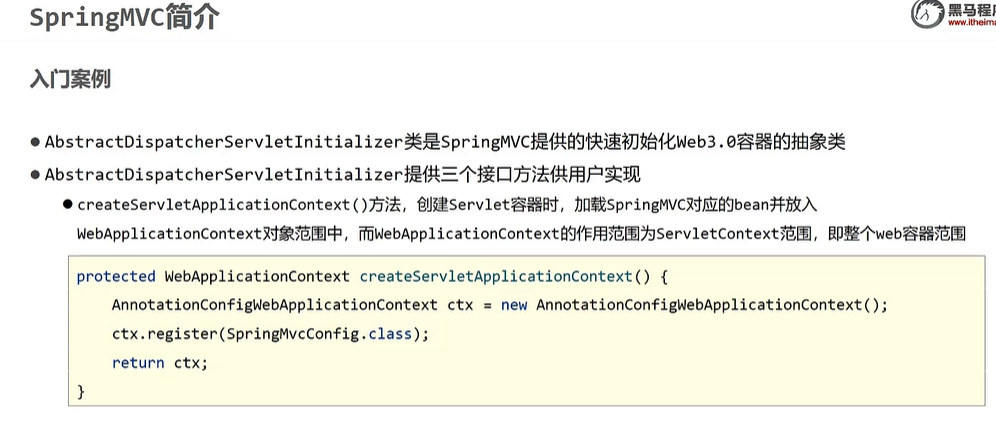 SpringMVC简介
黑马程
www.itheima
入门案例
● AbstractDispatcherServletInitializer类是SpringMVC提供的快速初始化Web3.0容器的抽象类
● AbstractDispatcherServletInitializer提供三个接口方法供用户实现
● createServletApplicationContext()方法，创建Servlet容器时，加载SpringMVC对应的bean并放入
WebApplicationContext对象范围中，而WebApplicationContext的作用范围为ServletContext范围，即整个web容器范围
protected WebApplicationContext createServletApplicationContext() {
    AnnotationConfigWebApplicationContext ctx = new AnnotationConfigWebApplicationContext();
    ctx.register(SpringMvcConfig.class);
    return ctx;
}